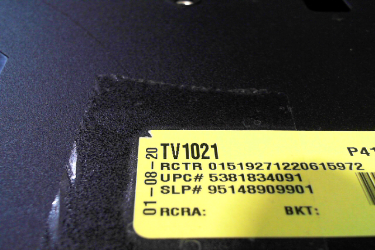 01-08-20
TV1021 P41
RCTR 01519271220615972
UPC# 5381834091
SLP# 95148909901
RCRA: BKT: